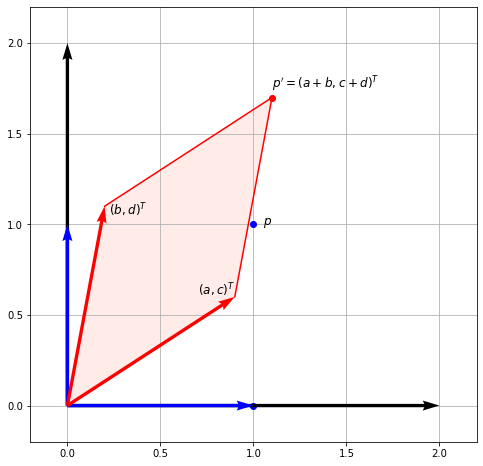 2.0
p′ = (a + b, c + d)^T
1.5
(b, d)^T
1.0
p
(a, c)^T
0.5
0.0
0.0 0.5 1.0 1.5 2.0